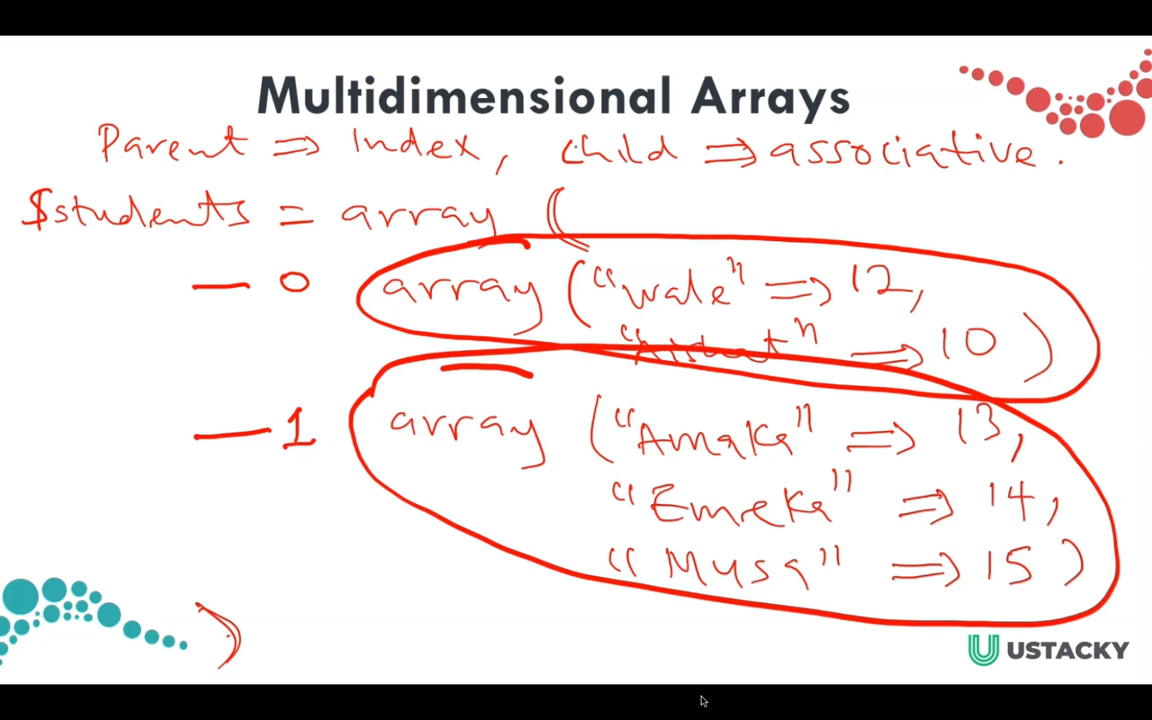 Multidimensional Arrays
Parent => Index, Child => associative.
$students = array (
— 0 array ("Wale" => 12,
" " => 10 )
— 1 array ("Amaka" => 13,
"Emeka" => 14,
"Musa" => 15 )
)
USTACKY